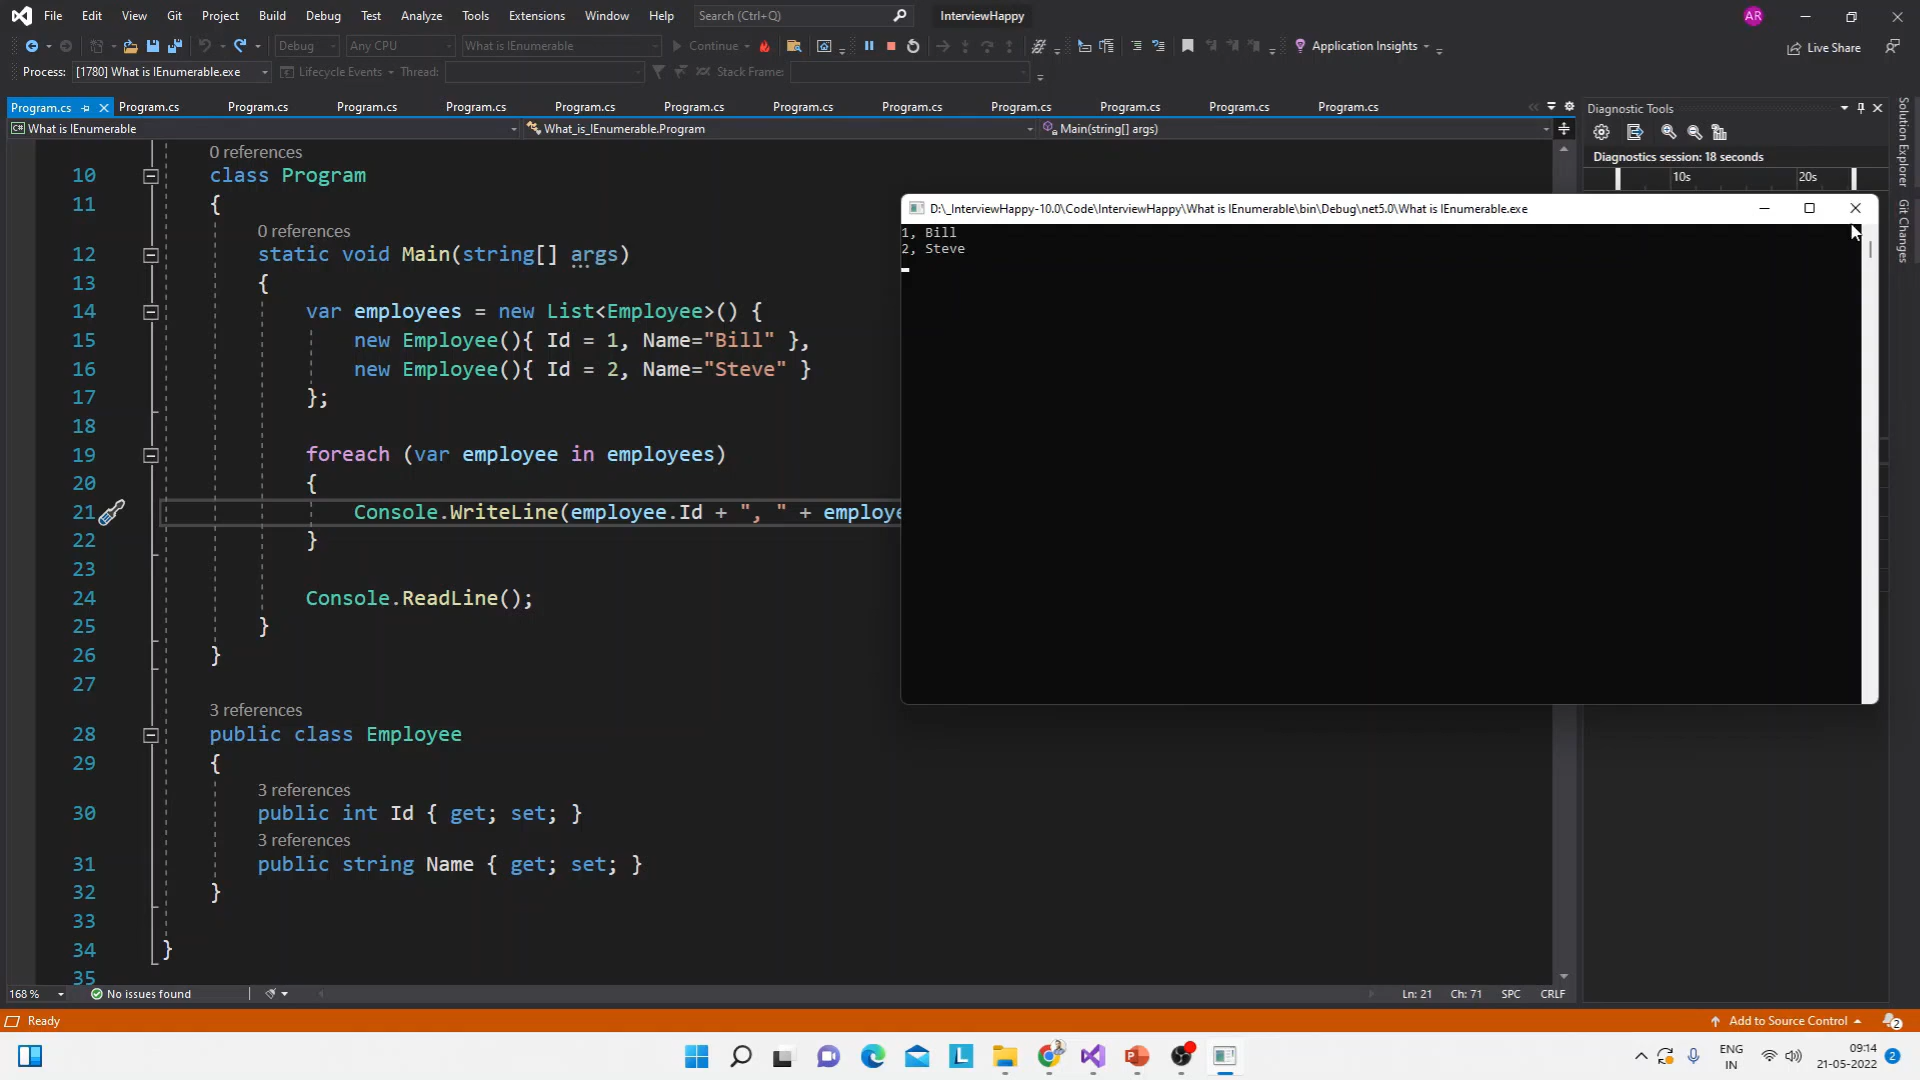 File Edit View Git Project Build Debug Test Analyze Tools Extensions Window Help Search (Ctrl+Q) InterviewHappy AR
Debug Any CPU What is IEnumerable Continue Application Insights Live Share
Process: [1780] What is IEnumerable.exe Lifecycle Events Thread: Stack Frame:
Program.cs Program.cs Program.cs Program.cs Program.cs Program.cs Program.cs Program.cs Program.cs Program.cs Program.cs Program.cs Program.cs
What is IEnumerable What_is_IEnumerable.Program Main(string[] args)
Diagnostic Tools
Diagnostics session: 18 seconds
10s 20s
Solution Explorer
Git Changes
D:\_InterviewHappy-10.0\Code\InterviewHappy\What is IEnumerable\bin\Debug\net5.0\What is IEnumerable.exe
1, Bill
2, Steve
0 references
10 class Program
11 {
0 references
12 static void Main(string[] args)
13 {
14 var employees = new List<Employee>() {
15 new Employee(){ Id = 1, Name="Bill" },
16 new Employee(){ Id = 2, Name="Steve" }
17 };
18
19 foreach (var employee in employees)
20 {
21 Console.WriteLine(employee.Id + ", " + employe
22 }
23
24 Console.ReadLine();
25 }
26 }
27
3 references
28 public class Employee
29 {
3 references
30 public int Id { get; set; }
3 references
31 public string Name { get; set; }
32 }
33
34 }
35
168 % No issues found Ln: 21 Ch: 71 SPC CRLF
Ready Add to Source Control 2
L ENG IN 09:14 21-05-2022 2